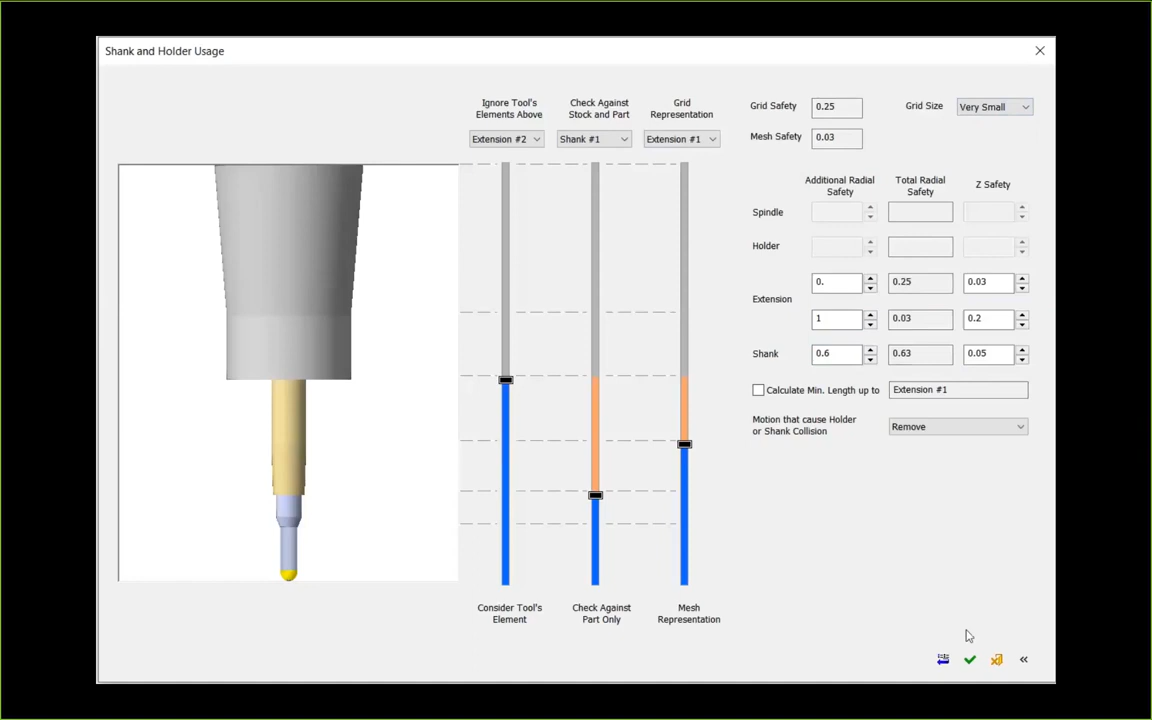 Shank and Holder Usage
Ignore Tool's
Elements Above
Check Against
Stock and Part
Grid
Representation
Extension #2
Shank #1
Extension #1
Grid Safety
0.25
Grid Size
Very Small
Mesh Safety
0.03
Additional Radial
Safety
Total Radial
Safety
Z Safety
Spindle
Holder
Extension
0.
0.25
0.03
1
0.03
0.2
Shank
0.6
0.63
0.05
Calculate Min. Length up to
Extension #1
Motion that cause Holder
or Shank Collision
Remove
Consider Tool's
Element
Check Against
Part Only
Mesh
Representation